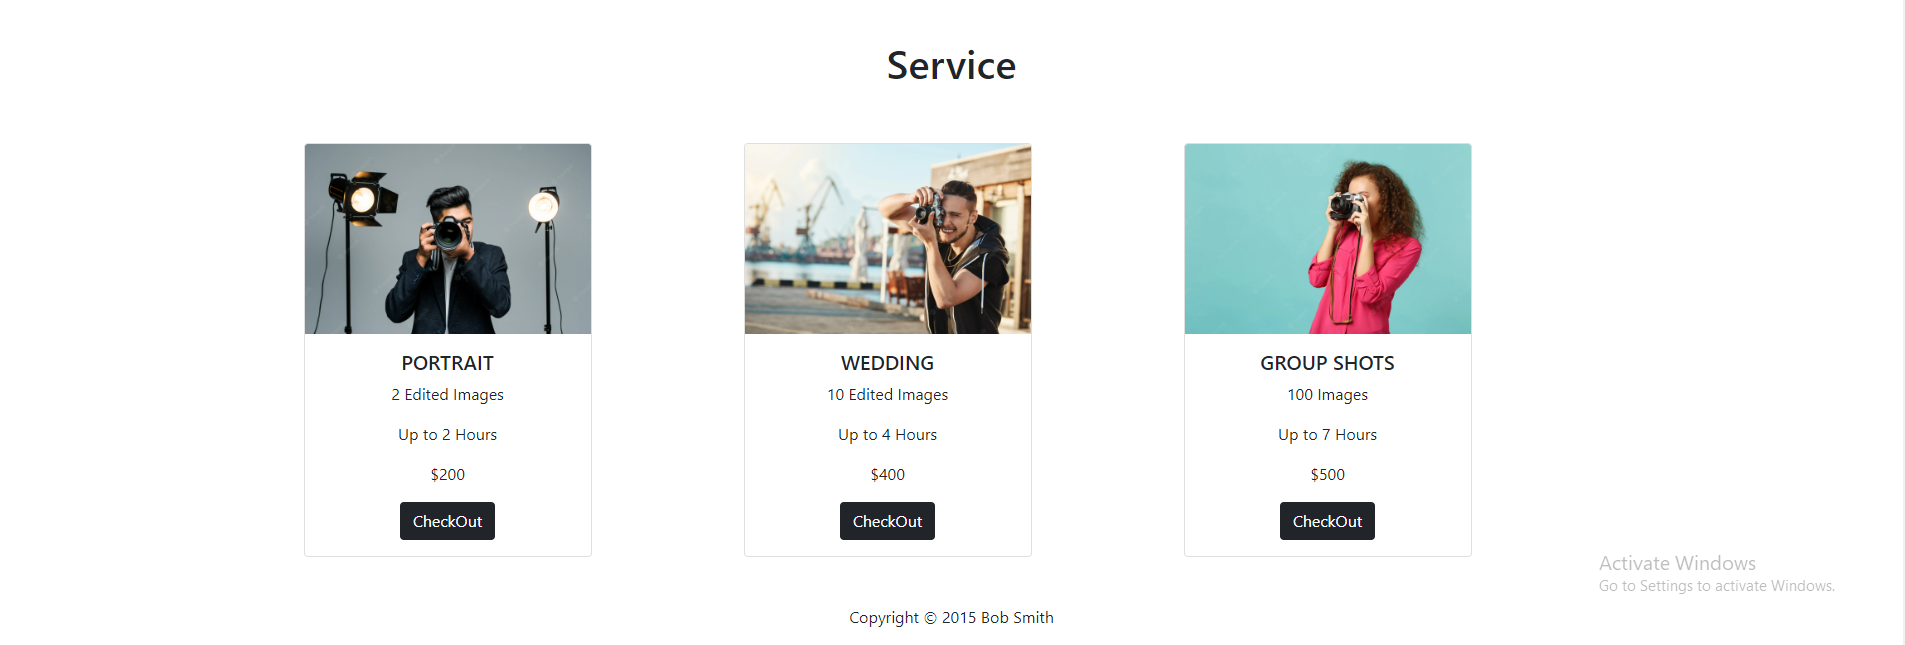 Service
PORTRAIT
2 Edited Images
Up to 2 Hours
$200
CheckOut
WEDDING
10 Edited Images
Up to 4 Hours
$400
CheckOut
GROUP SHOTS
100 Images
Up to 7 Hours
$500
CheckOut
Activate Windows
Go to Settings to activate Windows.
Copyright © 2015 Bob Smith